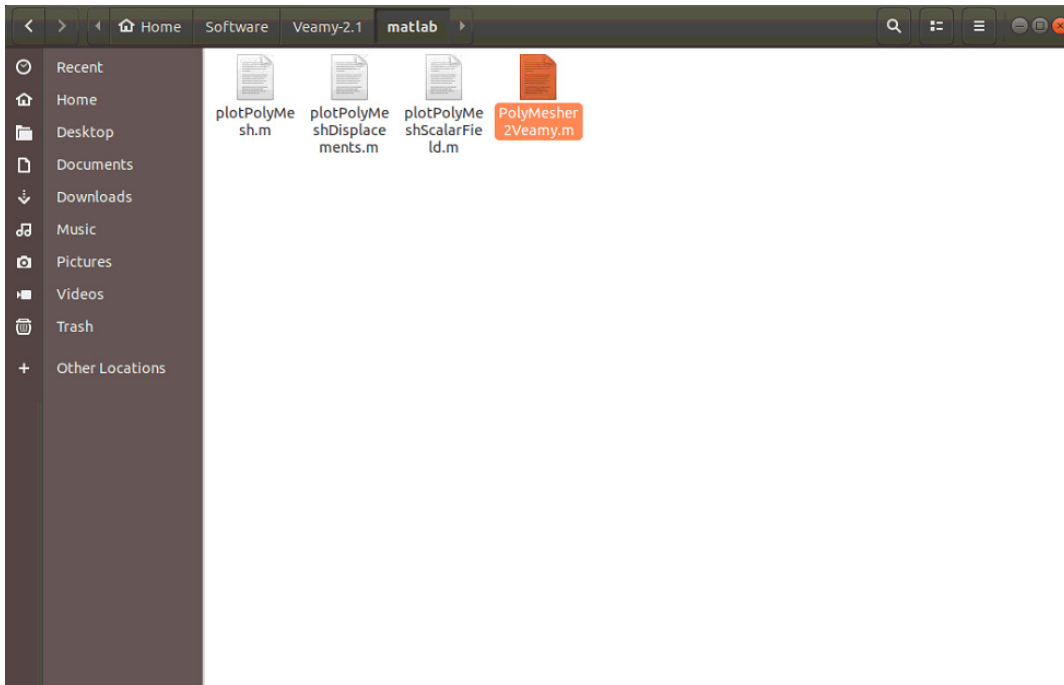 Home Software Veamy-2.1 matlab
Recent
Home
Desktop
Documents
Downloads
Music
Pictures
Videos
Trash
Other Locations
plotPolyMe
sh.m
plotPolyMe
shDisplace
ments.m
plotPolyMe
shScalarFie
ld.m
PolyMesher
2Veamy.m